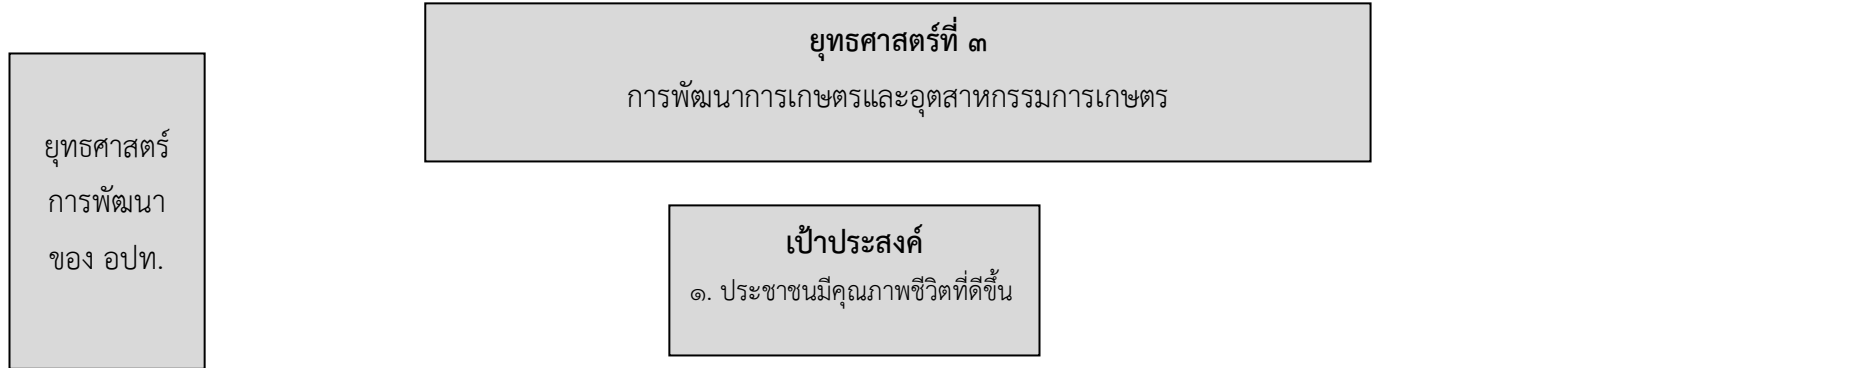 ยุทธศาสตร์ที่ ๓
การพัฒนาการเกษตรและอุตสาหกรรมการเกษตร
ยุทธศาสตร์
การพัฒนา
ของ อปท.
เป้าประสงค์
๑. ประชาชนมีคุณภาพชีวิตที่ดีขึ้น